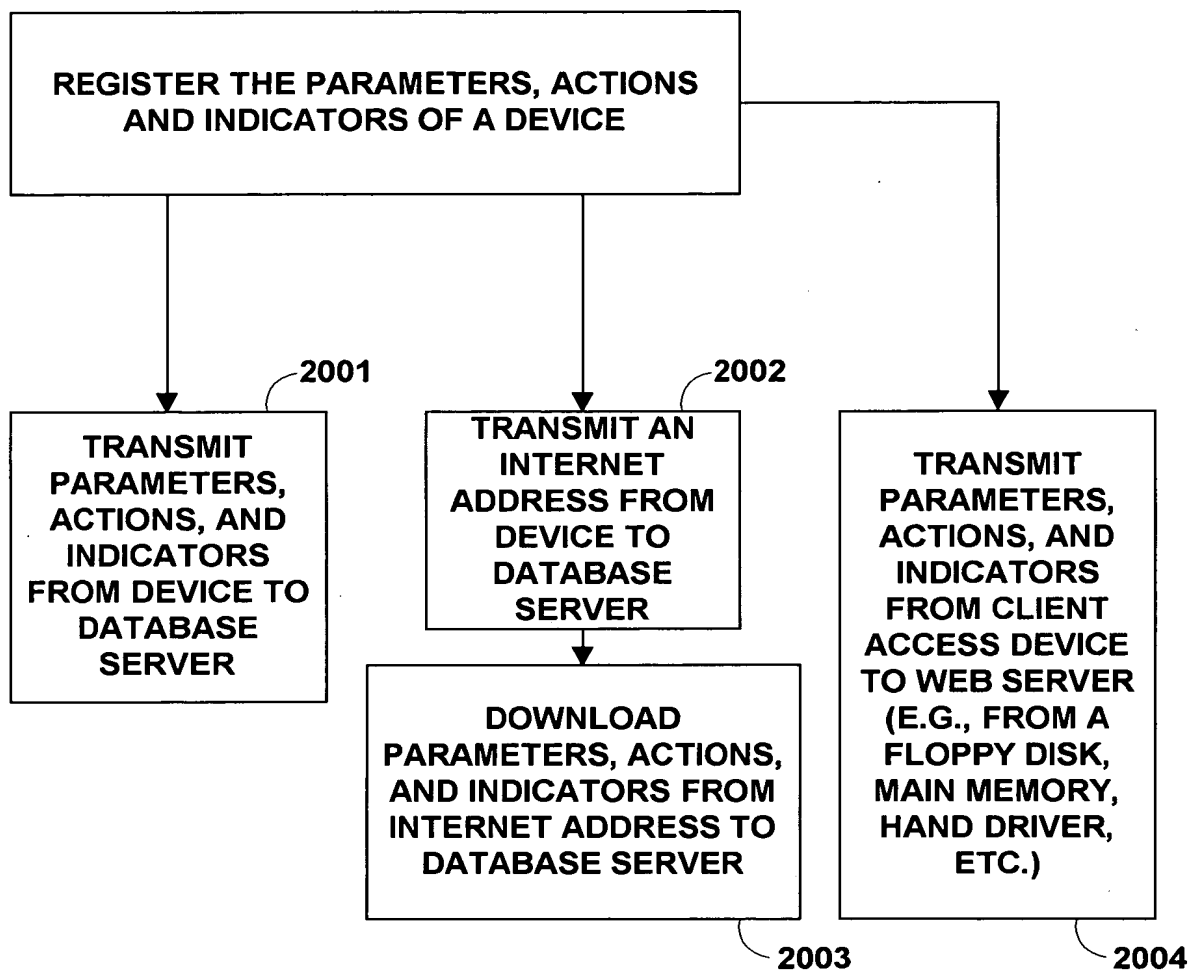 REGISTER THE PARAMETERS, ACTIONS
AND INDICATORS OF A DEVICE
2001
TRANSMIT
PARAMETERS,
ACTIONS, AND
INDICATORS
FROM DEVICE TO
DATABASE
SERVER
2002
TRANSMIT AN
INTERNET
ADDRESS FROM
DEVICE TO
DATABASE
SERVER
DOWNLOAD
PARAMETERS, ACTIONS,
AND INDICATORS FROM
INTERNET ADDRESS TO
DATABASE SERVER
2003
TRANSMIT
PARAMETERS,
ACTIONS, AND
INDICATORS
FROM CLIENT
ACCESS DEVICE
TO WEB SERVER
(E.G., FROM A
FLOPPY DISK,
MAIN MEMORY,
HAND DRIVER,
ETC.)
2004